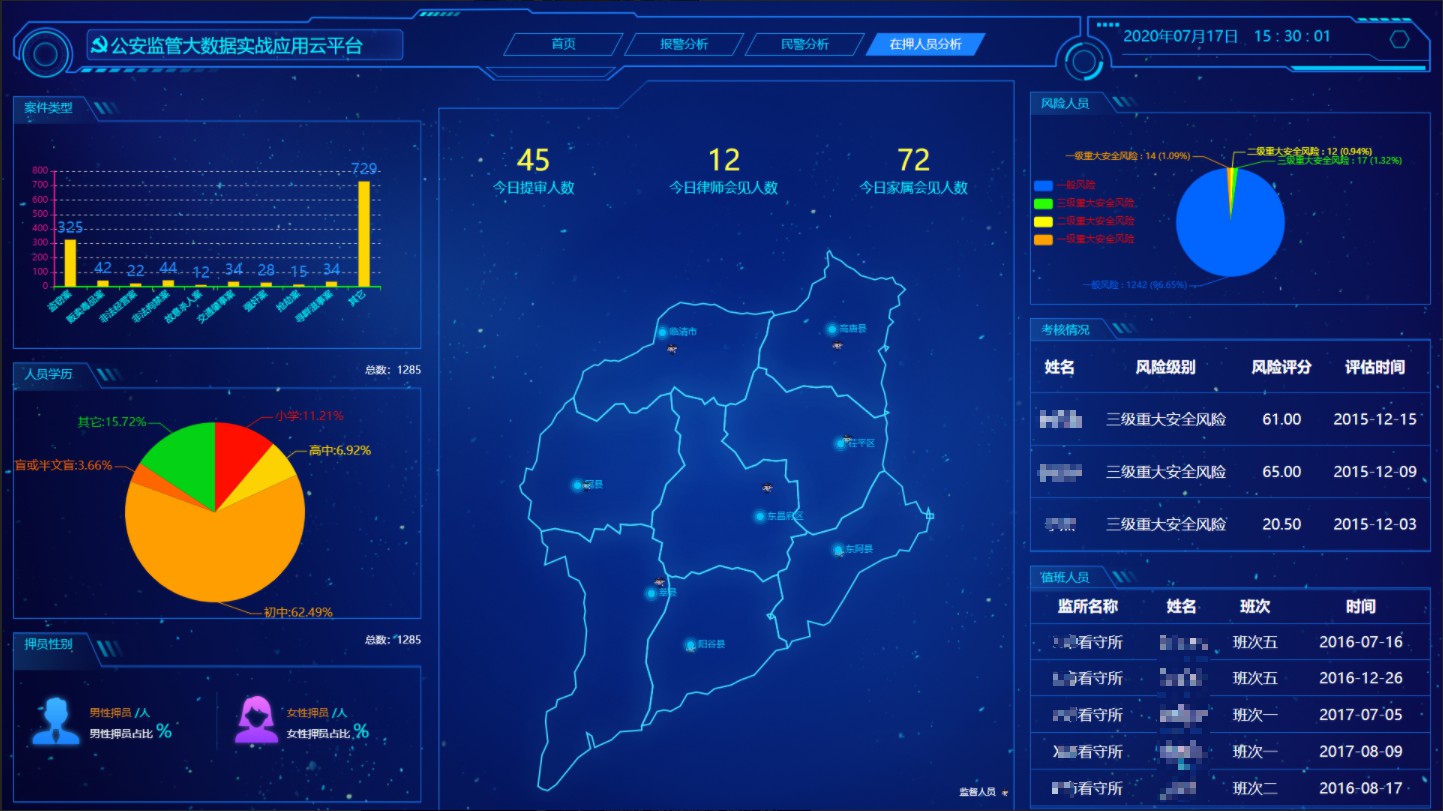 公安监管大数据实战应用云平台
首页
报警分析
民警分析
在押人员分析
2020年07月17日 15 : 30 : 01
案件类型
800
700
600
500
400
300
200
100
0
325
42
22
44
12
34
28
15
34
729
盗窃案
贩卖毒品案
非法经营案
非法拘禁案
故意杀人案
交通肇事案
强奸案
抢劫案
寻衅滋事案
其它
人员学历
总数：1285
其它:15.72%
小学:11.21%
高中:6.92%
盲或半文盲:3.66%
初中:62.49%
押员性别
总数：1285
男性押员 /人
男性押员占比 %
女性押员 /人
女性押员占比 %
45
今日提审人数
12
今日律师会见人数
72
今日家属会见人数
临清市
高唐县
茌平区
冠县
东昌府区
东阿县
莘县
阳谷县
监督人员
风险人员
一级重大安全风险 : 14 (1.09%)
二级重大安全风险 : 12 (0.94%)
三级重大安全风险 : 17 (1.32%)
一般风险
三级重大安全风险
二级重大安全风险
一级重大安全风险
一般风险 : 1242 (96.65%)
考核情况
姓名 风险级别 风险评分 评估时间
三级重大安全风险 61.00 2015-12-15
三级重大安全风险 65.00 2015-12-09
三级重大安全风险 20.50 2015-12-03
值班人员
监所名称 姓名 班次 时间
看守所 班次五 2016-07-16
看守所 班次五 2016-12-26
看守所 班次一 2017-07-05
看守所 班次一 2017-08-09
看守所 班次二 2016-08-17